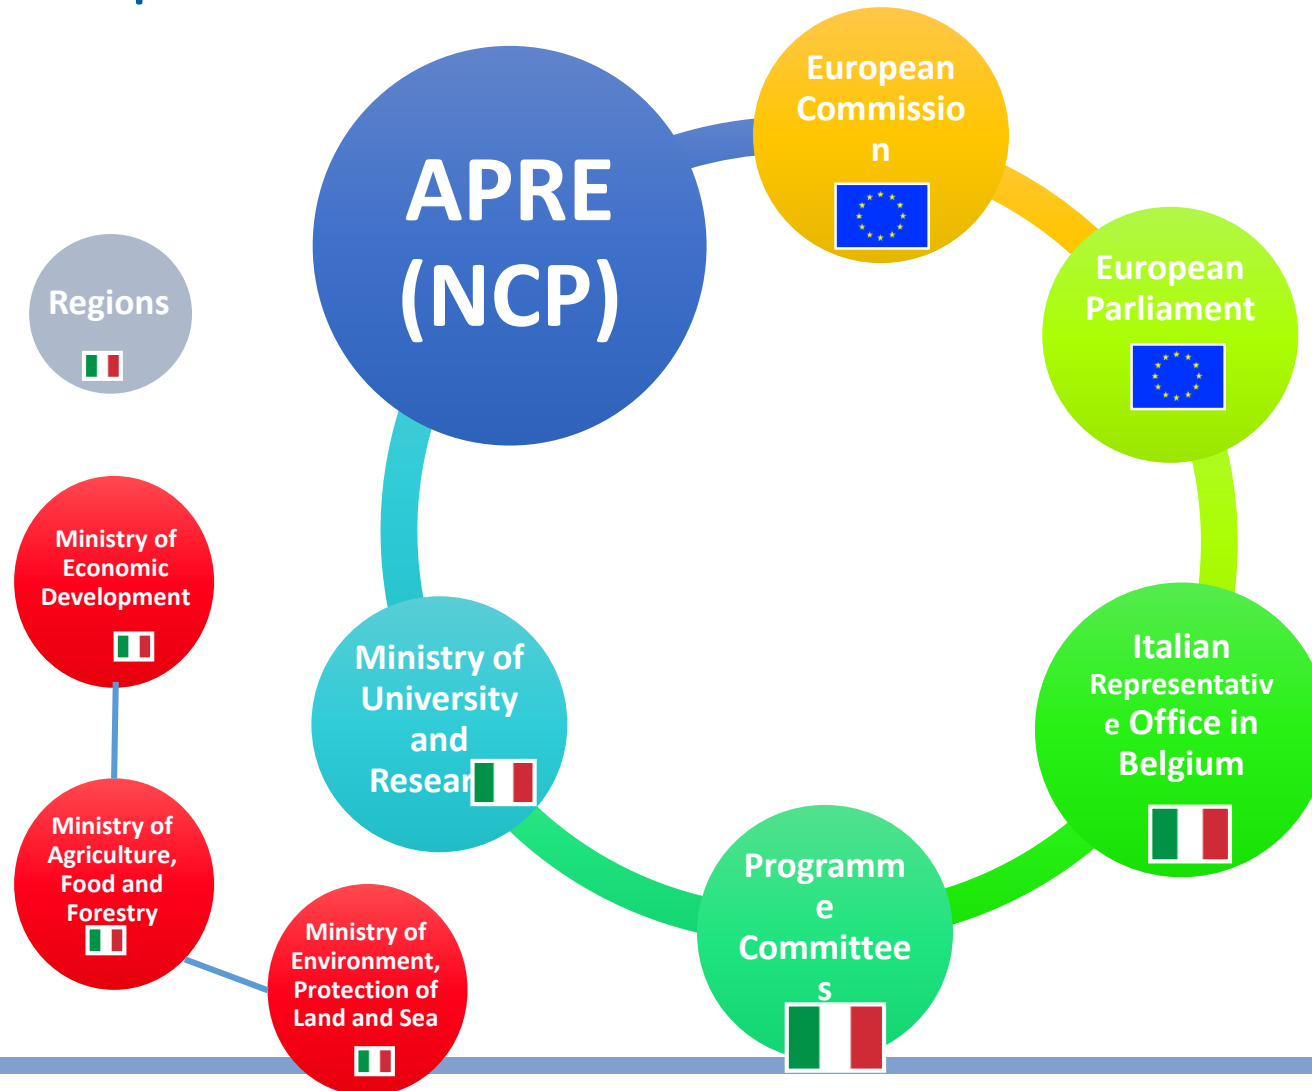 APRE
(NCP)
European
Commissio
n
European
Parliament
Italian
Representativ
e Office in
Belgium
Programm
e
Committee
s
Ministry of
University
and
Resear
Regions
Ministry of
Economic
Development
Ministry of
Agriculture,
Food and
Forestry
Ministry of
Environment,
Protection of
Land and Sea